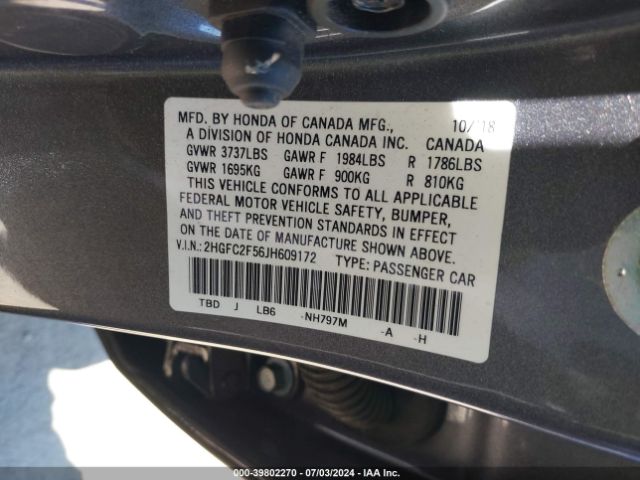 MFD. BY HONDA OF CANADA MFG., 10/18
A DIVISION OF HONDA CANADA INC. CANADA
GVWR 3737LBS GAWR F 1984LBS R 1786LBS
GVWR 1695KG GAWR F 900KG R 810KG
THIS VEHICLE CONFORMS TO ALL APPLICABLE
FEDERAL MOTOR VEHICLE SAFETY, BUMPER,
AND THEFT PREVENTION STANDARDS IN EFFECT
ON THE DATE OF MANUFACTURE SHOWN ABOVE.
V.I.N.: 2HGFC2F56JH609172 TYPE: PASSENGER CAR
TBD J LB6 -NH797M -A -H
000-39802270 - 07/03/2024 - IAA Inc.